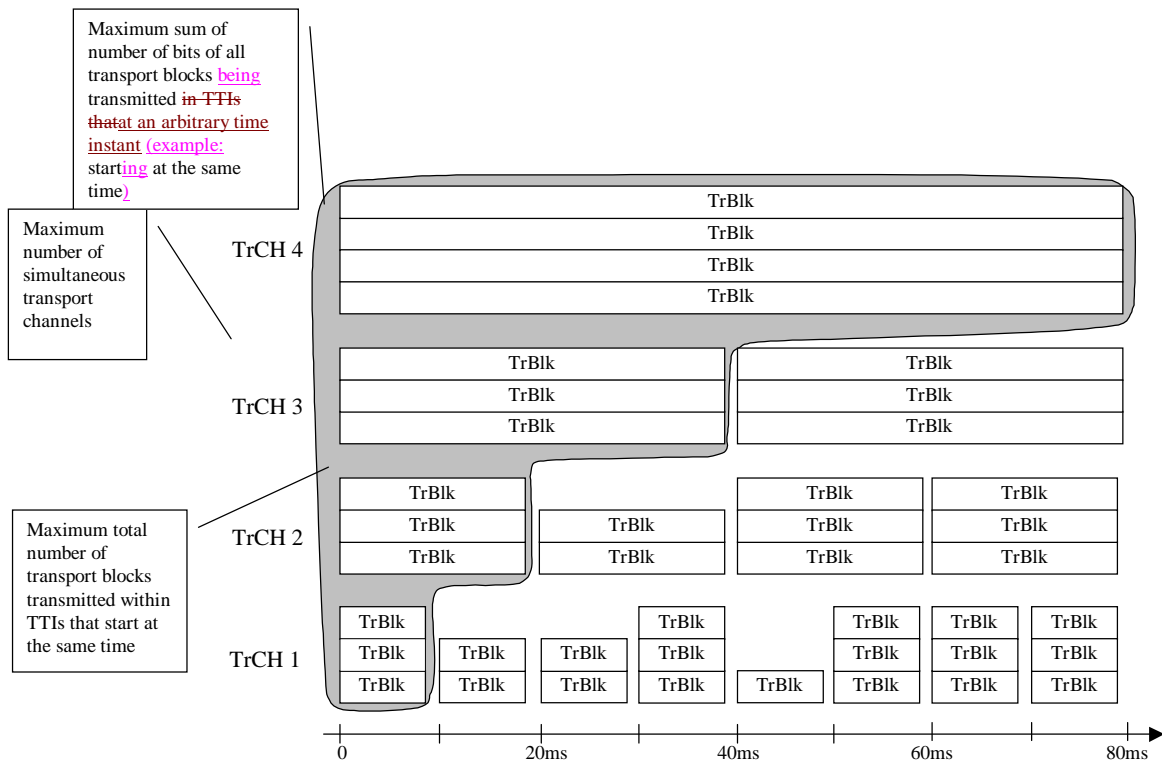 Maximum sum of
number of bits of all
transport blocks being
transmitted in TTIs
thatat an arbitrary time
instant (example:
starting at the same
time)
Maximum
number of
simultaneous
transport
channels
TrCH 4
TrBlk
TrBlk
TrBlk
TrBlk
TrCH 3
TrBlk TrBlk
TrBlk TrBlk
TrBlk TrBlk
Maximum total
number of
transport blocks
transmitted within
TTIs that start at
the same time
TrCH 2
TrBlk TrBlk TrBlk
TrBlk TrBlk TrBlk TrBlk
TrBlk TrBlk TrBlk TrBlk
TrCH 1
TrBlk TrBlk TrBlk TrBlk TrBlk
TrBlk TrBlk TrBlk TrBlk TrBlk TrBlk TrBlk
TrBlk TrBlk TrBlk TrBlk TrBlk TrBlk TrBlk TrBlk
0 20ms 40ms 60ms 80ms